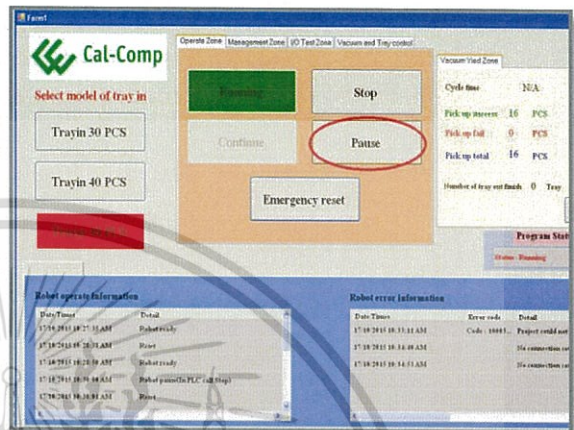 Form1
Cal-Comp
Select model of tray in
Trayin 30 PCS
Trayin 40 PCS
Operate Zone Management Zone I/O Test Zone Vacuum and Tray control
Running Stop
Continue Pause
Emergency reset
Vacuum Yied Zone
Cycle time N/A
Pick up success 16 PCS
Pick up fail 0 PCS
Pick up total 16 PCS
Number of tray out finish 0 Tray
Program Stat
Status : Running
Robot operate Information
Date/Times Detail
Robot ready
Reset
Robot ready
Robot pause(In PLC call Stop)
Reset
Robot error information
Date/Times Error code Detail
Project could not
No connection
No connection